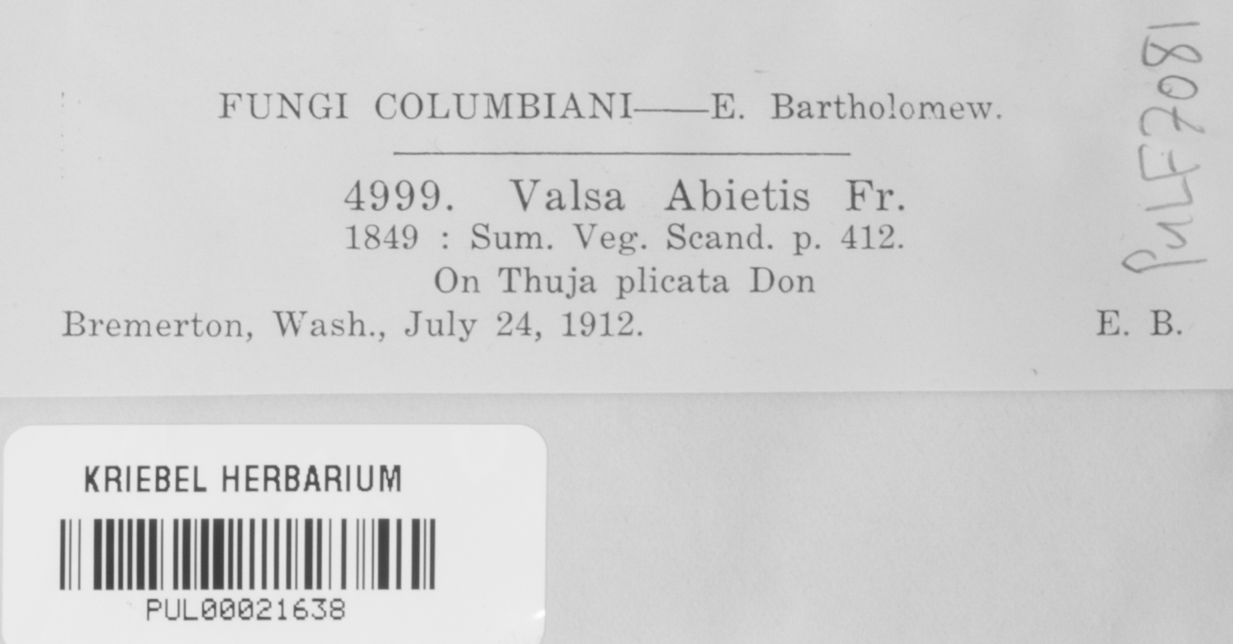 FUNGI COLUMBIANI——E. Bartholomew.
4999. Valsa Abietis Fr.
1849 : Sum. Veg. Scand. p. 412.
On Thuja plicata Don
Bremerton, Wash., July 24, 1912. E. B.
PULF7081
KRIEBEL HERBARIUM
PUL00021638